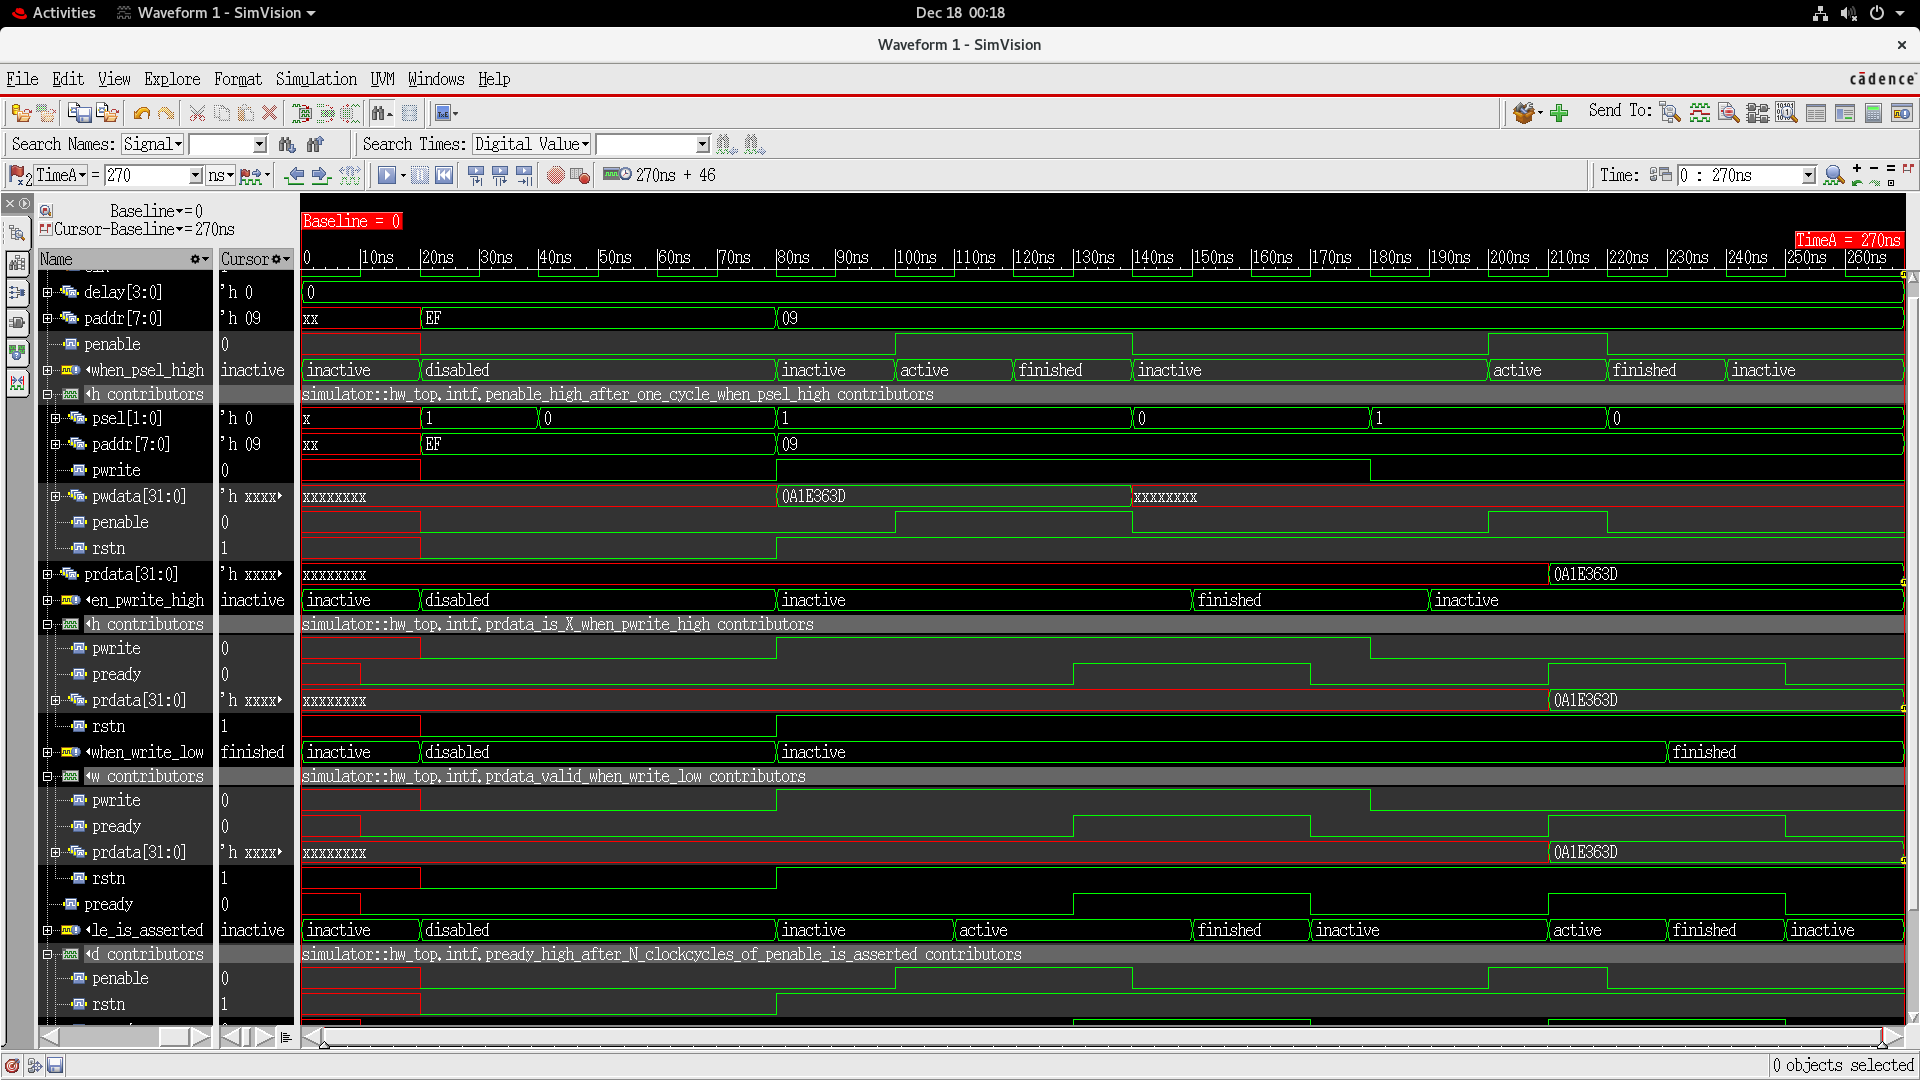 Activities Waveform 1 - SimVision Dec 18 00:18
Waveform 1 - SimVision
File Edit View Explore Format Simulation UVM Windows Help cādence
Send To:
Search Names: Signal Search Times: Digital Value
TimeA = 270 ns 270ns + 46 Time: 0 : 270ns
Baseline=0
Cursor-Baseline=270ns
Baseline = 0
TimeA = 270ns
Name Cursor 0 10ns 20ns 30ns 40ns 50ns 60ns 70ns 80ns 90ns 100ns 110ns 120ns 130ns 140ns 150ns 160ns 170ns 180ns 190ns 200ns 210ns 220ns 230ns 240ns 250ns 260ns
delay[3:0] 'h 0 0
paddr[7:0] 'h 09 xx EF 09
penable 0
when_psel_high inactive inactive disabled inactive active finished inactive active finished inactive
h contributors simulator::hw_top.intf.penable_high_after_one_cycle_when_psel_high contributors
psel[1:0] 'h 0 x 1 0 1 0 1 0
paddr[7:0] 'h 09 xx EF 09
pwrite 0
pwdata[31:0] 'h xxxx xxxxxxxx 0A1E363D xxxxxxxx
penable 0
rstn 1
prdata[31:0] 'h xxxx xxxxxxxx 0A1E363D
en_pwrite_high inactive inactive disabled inactive finished inactive
h contributors simulator::hw_top.intf.prdata_is_X_when_pwrite_high contributors
pwrite 0
pready 0
prdata[31:0] 'h xxxx xxxxxxxx 0A1E363D
rstn 1
when_write_low finished inactive disabled inactive finished
w contributors simulator::hw_top.intf.prdata_valid_when_write_low contributors
pwrite 0
pready 0
prdata[31:0] 'h xxxx xxxxxxxx 0A1E363D
rstn 1
pready 0
le_is_asserted inactive inactive disabled inactive active finished inactive active finished inactive
d contributors simulator::hw_top.intf.pready_high_after_N_clockcycles_of_penable_is_asserted contributors
penable 0
rstn 1
0 objects selected